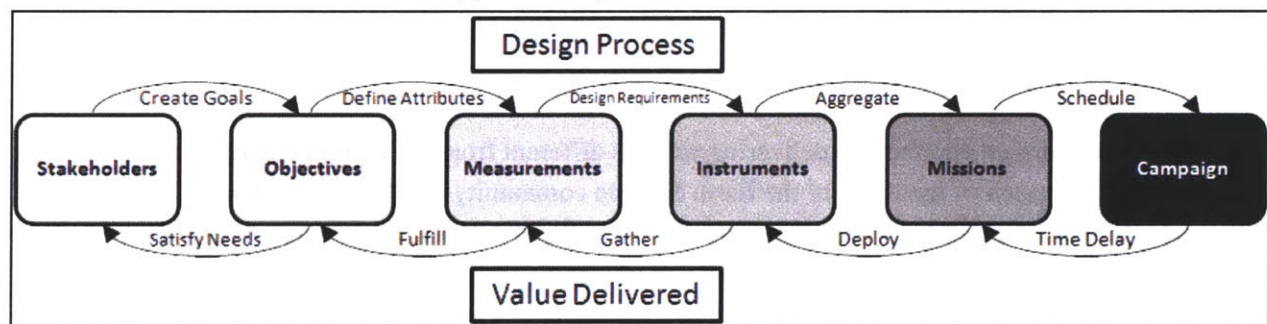 Design Process
Create Goals
Define Attributes
Design Requirements
Aggregate
Schedule
Stakeholders
Objectives
Measurements
Instruments
Missions
Campaign
Satisfy Needs
Fulfill
Gather
Deploy
Time Delay
Value Delivered